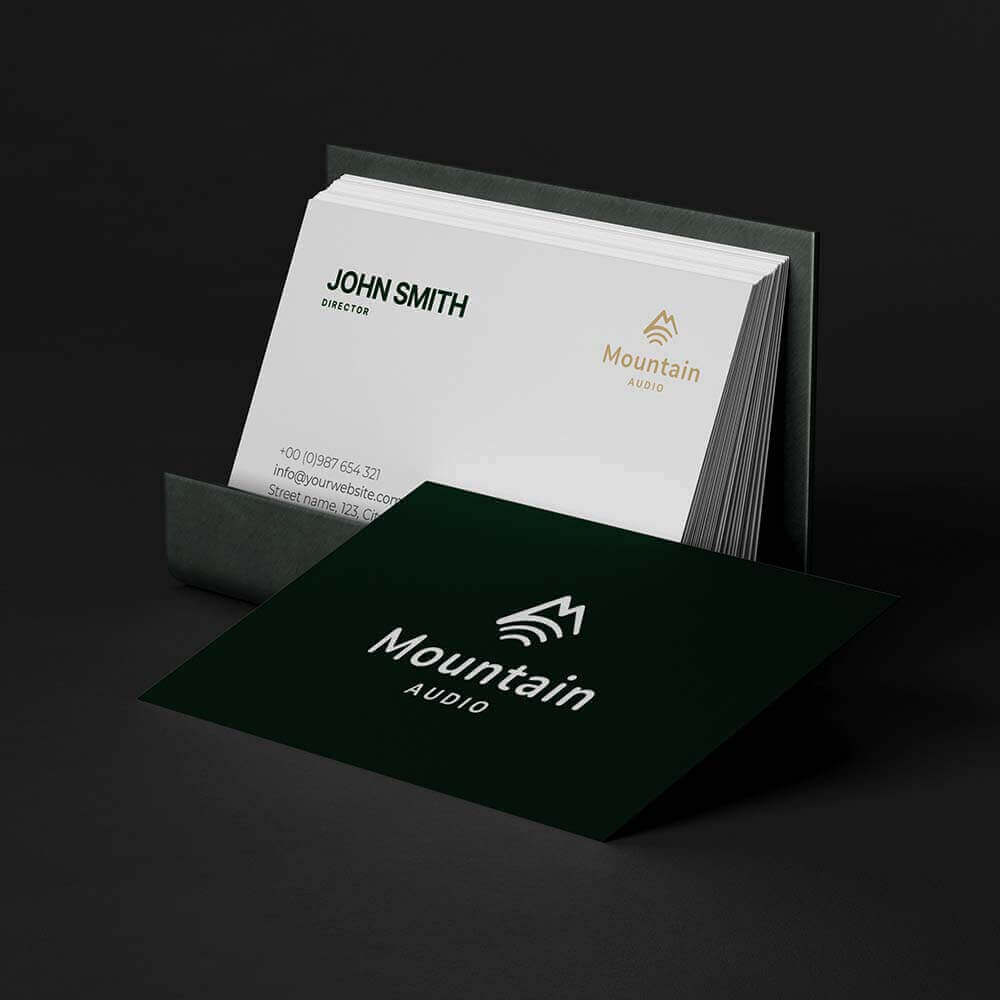 JOHN SMITH
DIRECTOR
Mountain
AUDIO
+00 (0)987 654 321
info@yourwebsite.com
Street name, 123,
Mountain
AUDIO